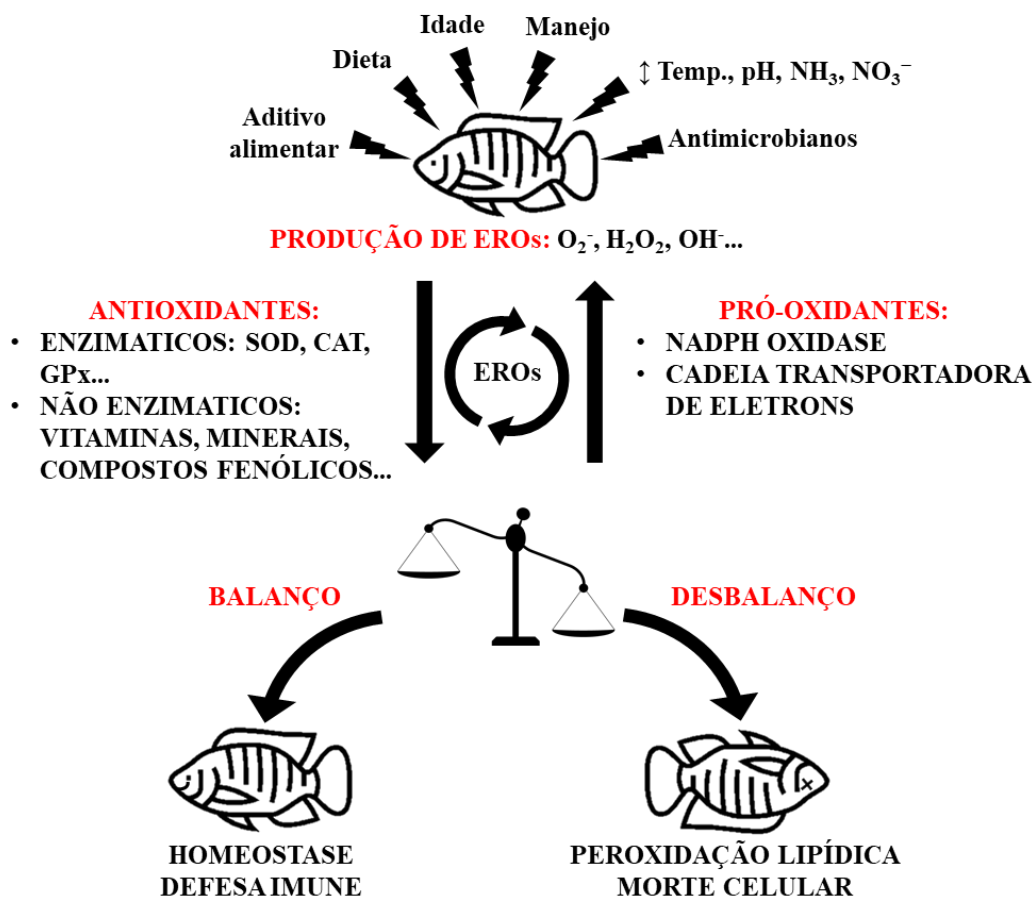 Idade
Manejo
Dieta
↕ Temp., pH, NH₃, NO₃⁻
Aditivo
alimentar
Antimicrobianos
PRODUÇÃO DE EROs: O₂⁻, H₂O₂, OH⁻...
ANTIOXIDANTES:
• ENZIMATICOS: SOD, CAT,
GPx...
• NÃO ENZIMATICOS:
VITAMINAS, MINERAIS,
COMPOSTOS FENÓLICOS...
EROs
PRÓ-OXIDANTES:
• NADPH OXIDASE
• CADEIA TRANSPORTADORA
DE ELETRONS
BALANÇO
DESBALANÇO
HOMEOSTASE
DEFESA IMUNE
PEROXIDAÇÃO LIPÍDICA
MORTE CELULAR